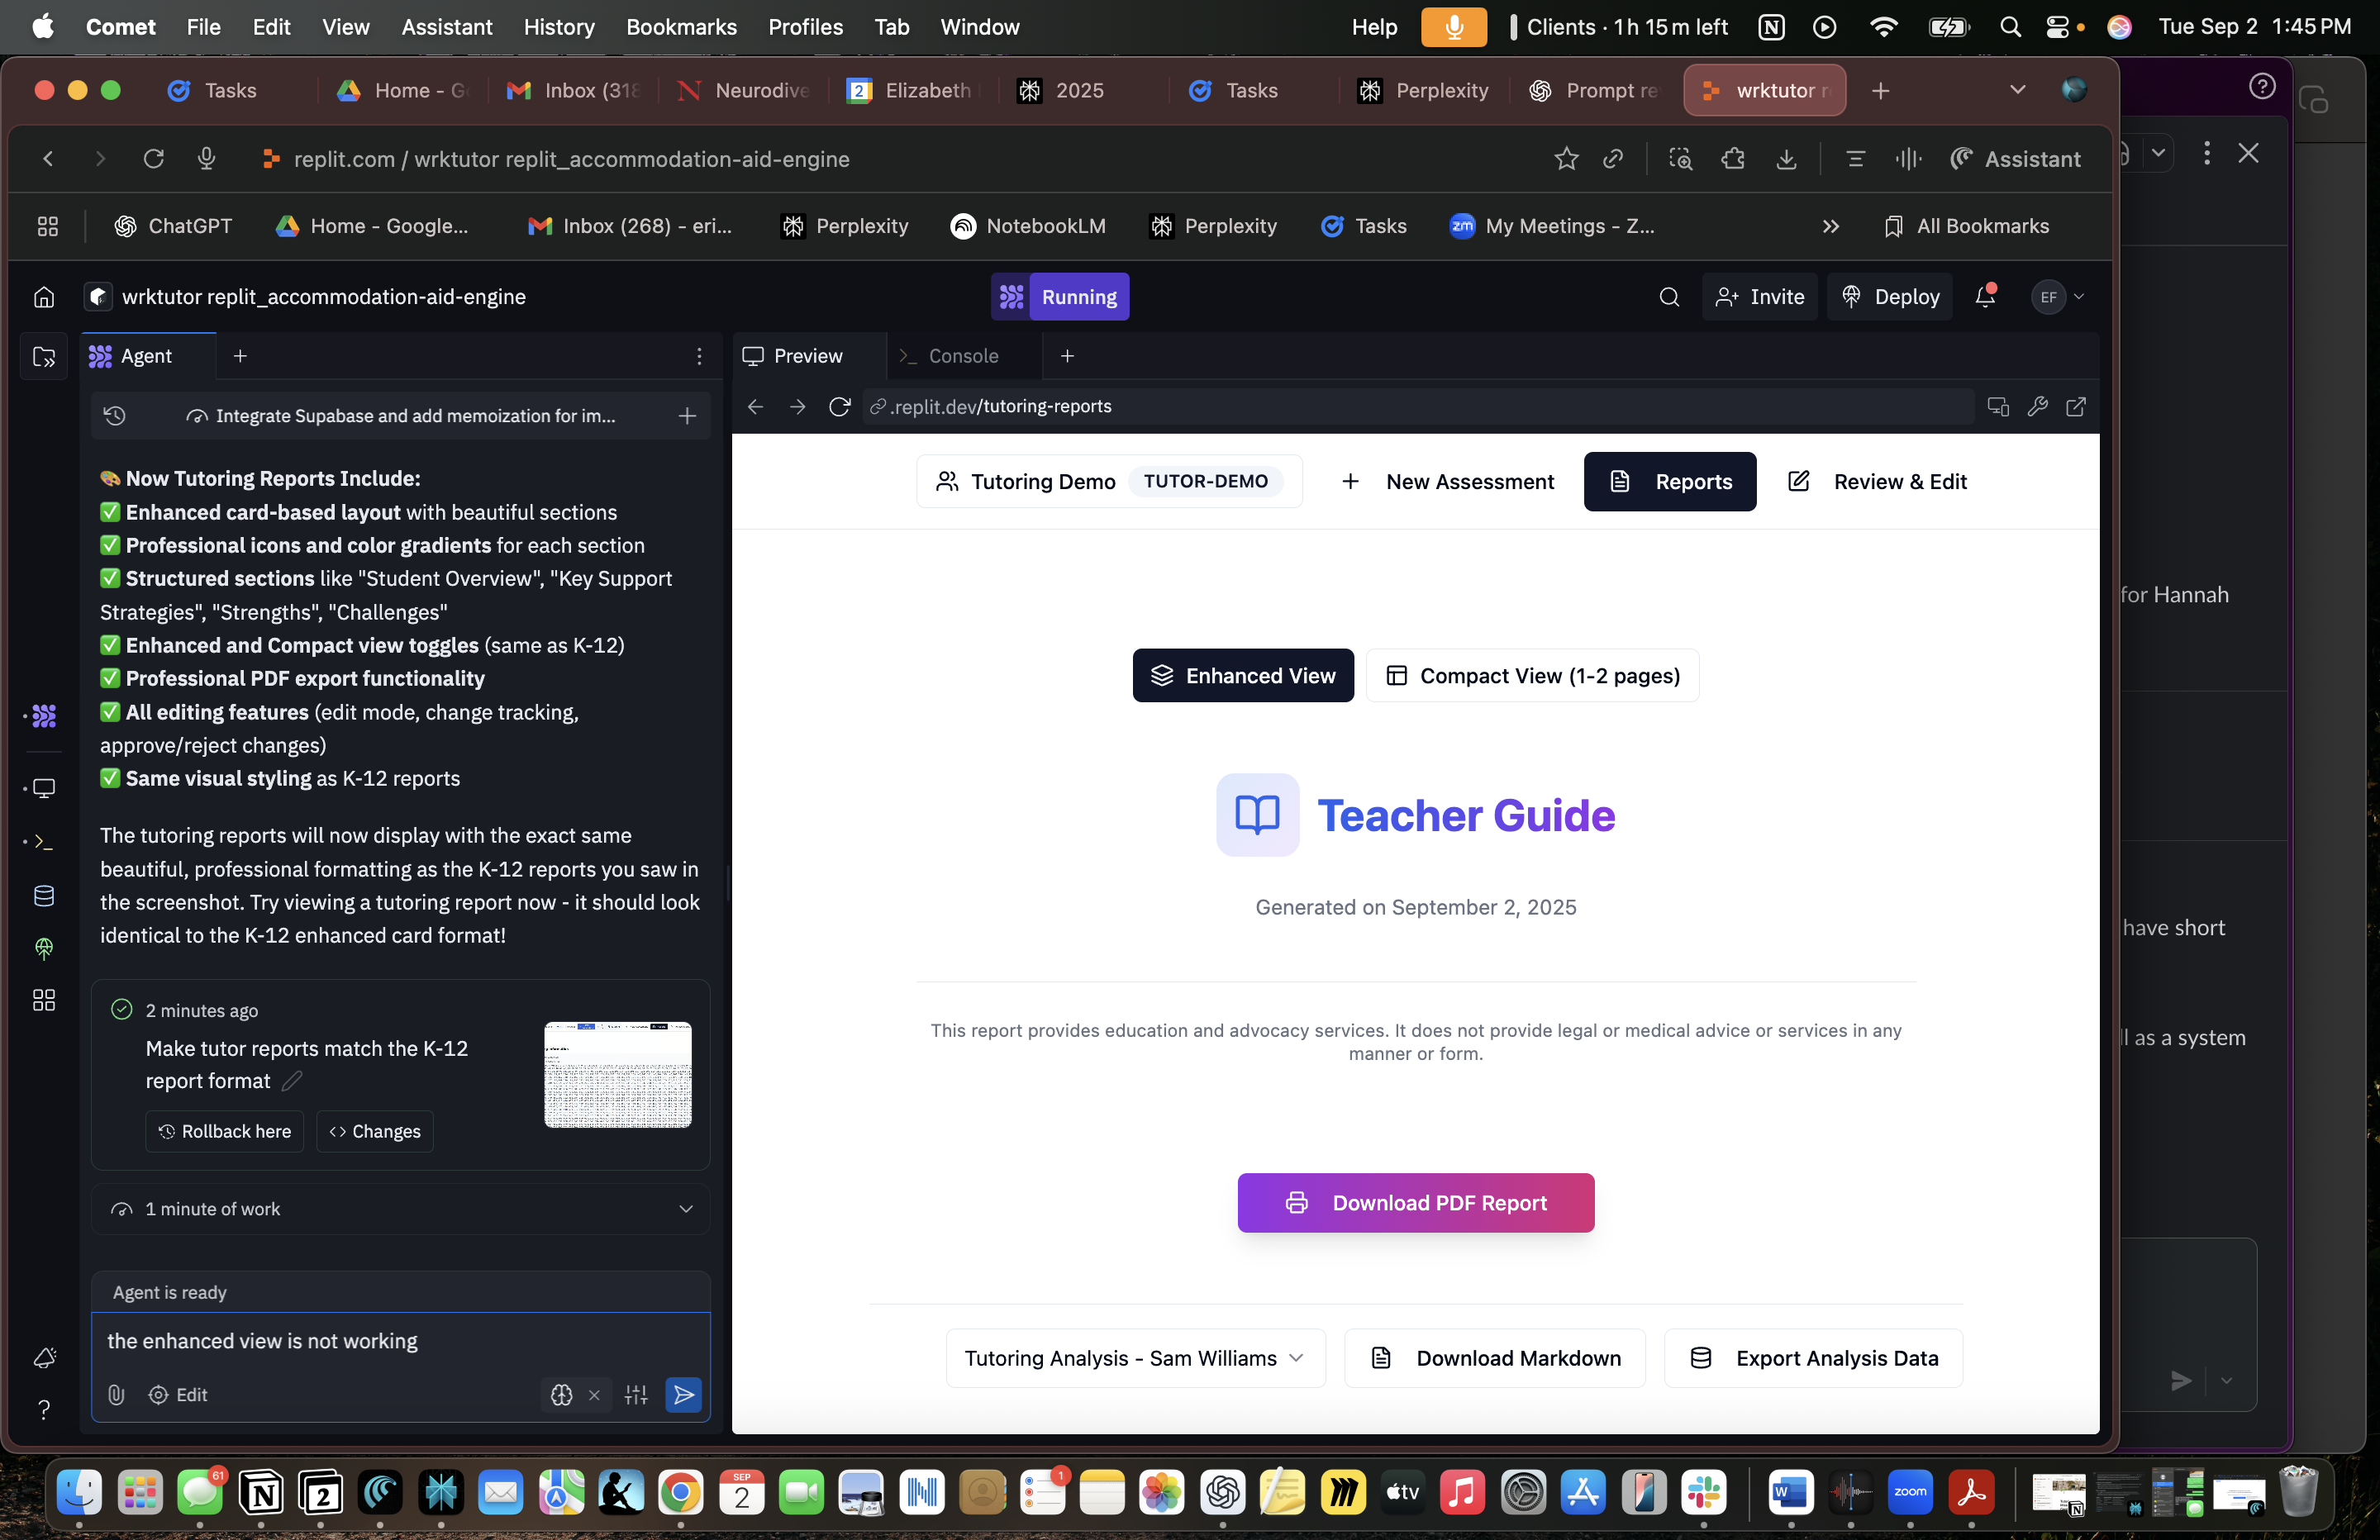 Comet File Edit View Assistant History Bookmarks Profiles Tab Window Help Clients · 1h 15m left Tue Sep 2 1:45 PM
Tasks Home - G Inbox (318 Neurodive 2 Elizabeth 2025 Tasks Perplexity Prompt re wrktutor r
replit.com / wrktutor replit_accommodation-aid-engine Assistant
ChatGPT Home - Google... Inbox (268) - eri... Perplexity NotebookLM Perplexity Tasks zm My Meetings - Z... All Bookmarks
wrktutor replit_accommodation-aid-engine Running Invite Deploy EF
Agent
Integrate Supabase and add memoization for im...
Now Tutoring Reports Include:
Enhanced card-based layout with beautiful sections
Professional icons and color gradients for each section
Structured sections like "Student Overview", "Key Support
Strategies", "Strengths", "Challenges"
Enhanced and Compact view toggles (same as K-12)
Professional PDF export functionality
All editing features (edit mode, change tracking,
approve/reject changes)
Same visual styling as K-12 reports
The tutoring reports will now display with the exact same
beautiful, professional formatting as the K-12 reports you saw in
the screenshot. Try viewing a tutoring report now - it should look
identical to the K-12 enhanced card format!
2 minutes ago
Make tutor reports match the K-12
report format
Rollback here Changes
1 minute of work
Agent is ready
the enhanced view is not working
Edit
Preview Console
.replit.dev/tutoring-reports
Tutoring Demo TUTOR-DEMO New Assessment Reports Review & Edit
Enhanced View Compact View (1-2 pages)
Teacher Guide
Generated on September 2, 2025
This report provides education and advocacy services. It does not provide legal or medical advice or services in any
manner or form.
Download PDF Report
Tutoring Analysis - Sam Williams Download Markdown Export Analysis Data
for Hannah
have short
ll as a system
61 2 SEP 2 1 tv W zoom